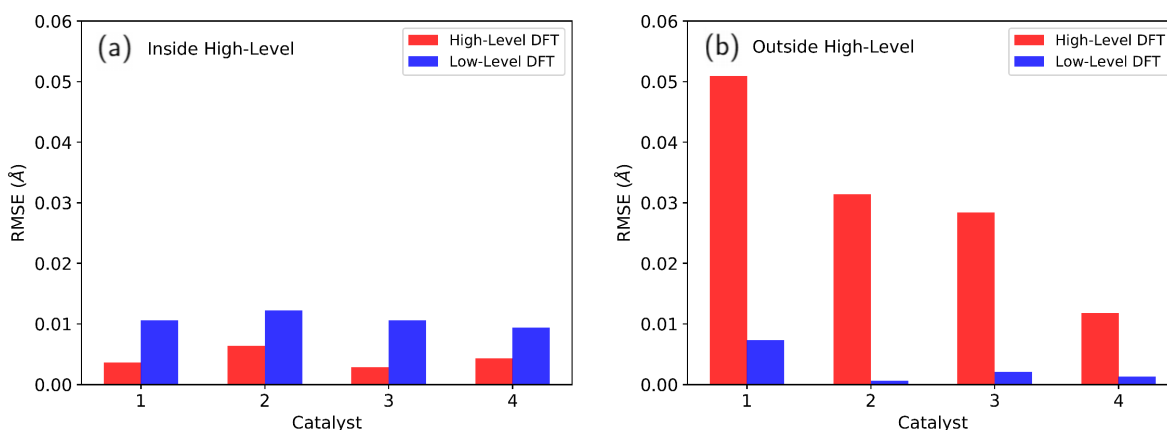 (a) Inside High-Level
High-Level DFT
Low-Level DFT
RMSE (Å)
0.06
0.05
0.04
0.03
0.02
0.01
0.00
1 2 3 4
Catalyst
(b) Outside High-Level
High-Level DFT
Low-Level DFT
RMSE (Å)
0.06
0.05
0.04
0.03
0.02
0.01
0.00
1 2 3 4
Catalyst